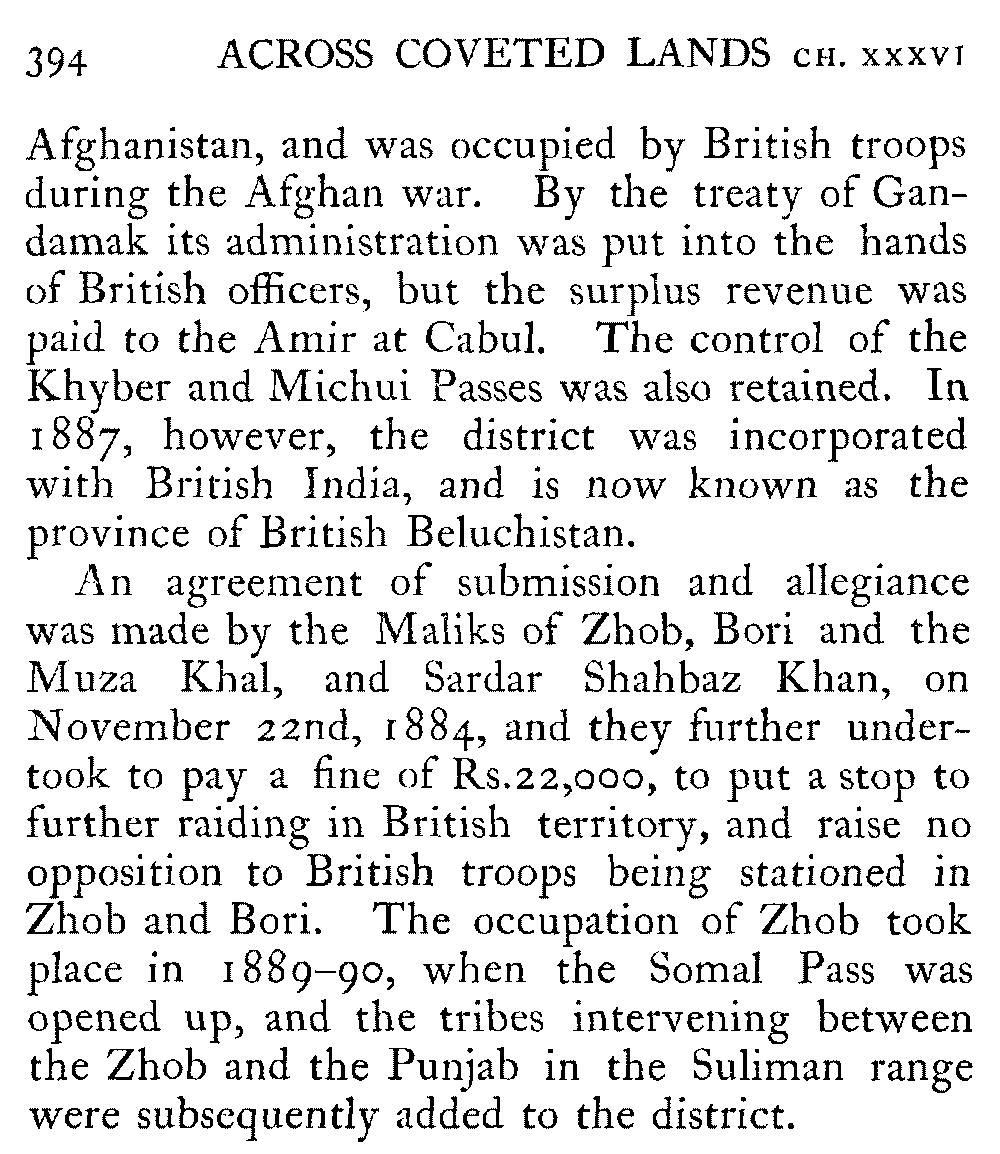 394 ACROSS COVETED LANDS CH. XXXVI
Afghanistan, and was occupied by British troops
during the Afghan war. By the treaty of Gan-
damak its administration was put into the hands
of British officers, but the surplus revenue was
paid to the Amir at Cabul. The control of the
Khyber and Michui Passes was also retained. In
1887, however, the district was incorporated
with British India, and is now known as the
province of British Beluchistan.
An agreement of submission and allegiance
was made by the Maliks of Zhob, Bori and the
Muza Khal, and Sardar Shahbaz Khan, on
November 22nd, 1884, and they further under-
took to pay a fine of Rs.22,000, to put a stop to
further raiding in British territory, and raise no
opposition to British troops being stationed in
Zhob and Bori. The occupation of Zhob took
place in 1889–90, when the Somal Pass was
opened up, and the tribes intervening between
the Zhob and the Punjab in the Suliman range
were subsequently added to the district.